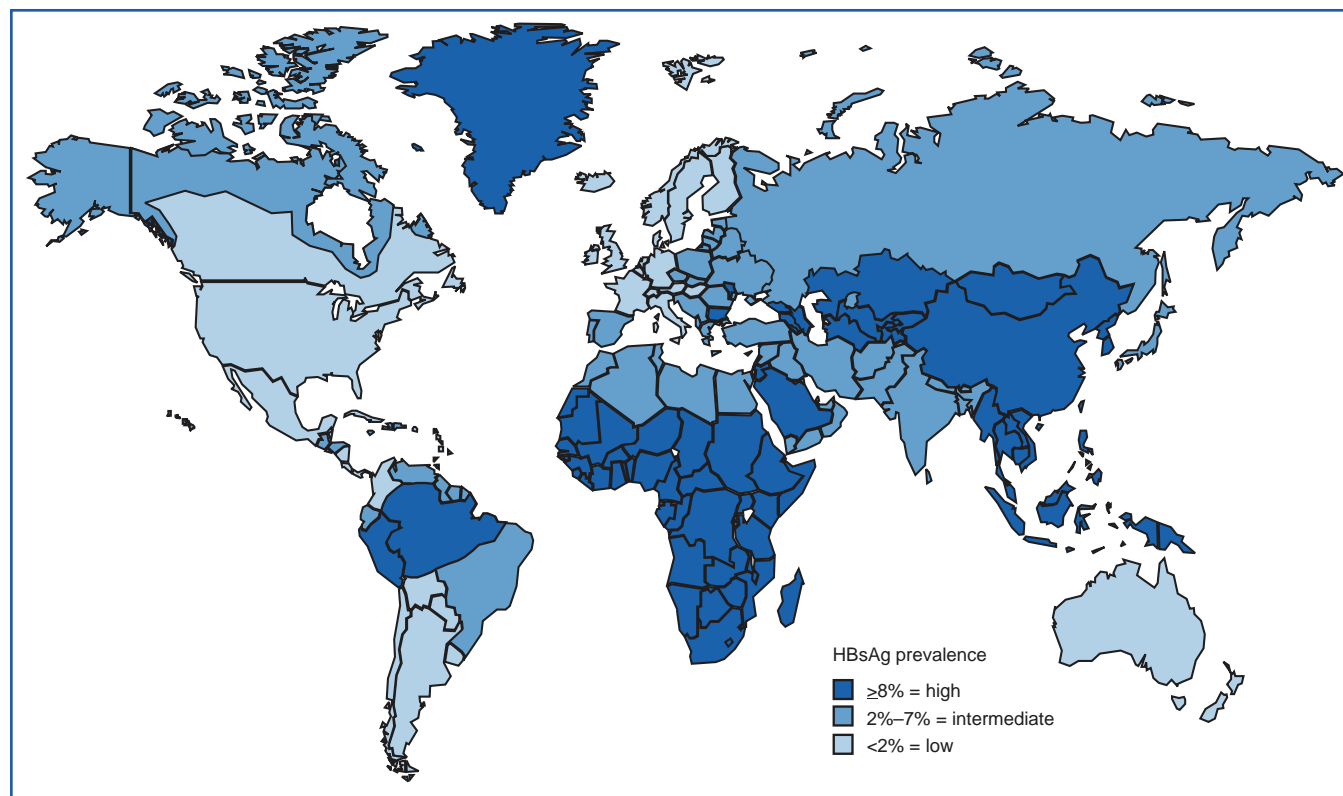 HBsAg prevalence
≥8% = high
2%–7% = intermediate
<2% = low